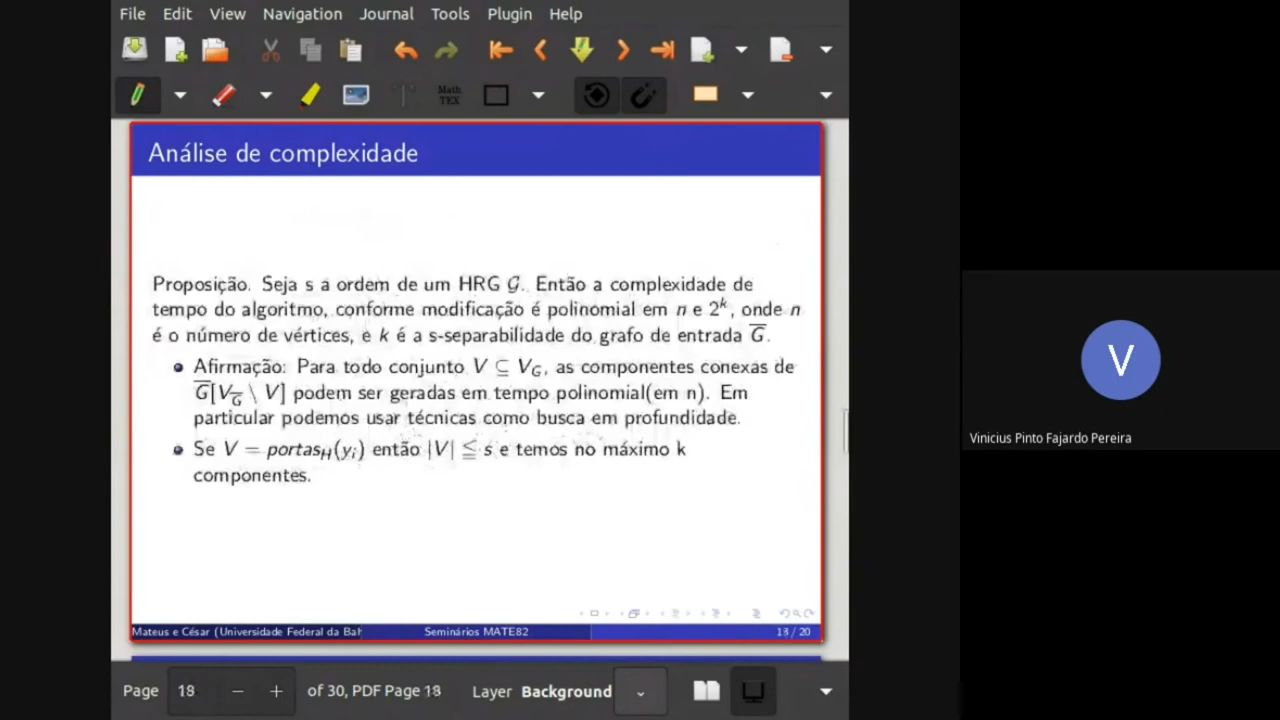 File Edit View Navigation Journal Tools Plugin Help
Math
TEX
Análise de complexidade
Proposição. Seja s a ordem de um HRG 𝒢. Então a complexidade de
tempo do algoritmo, conforme modificação é polinomial em n e 2^k, onde n
é o número de vértices, e k é a s-separabilidade do grafo de entrada G̅.
Afirmação: Para todo conjunto V ⊆ V_G, as componentes conexas de
G̅[V_G̅ \ V] podem ser geradas em tempo polinomial(em n). Em
particular podemos usar técnicas como busca em profundidade.
Se V = portas_H(y_i) então |V| ≤ s e temos no máximo k
componentes.
Mateus e César (Universidade Federal da Bah Seminários MATE82 13 / 20
Page 18 − + of 30, PDF Page 18 Layer Background
V
Vinicius Pinto Fajardo Pereira